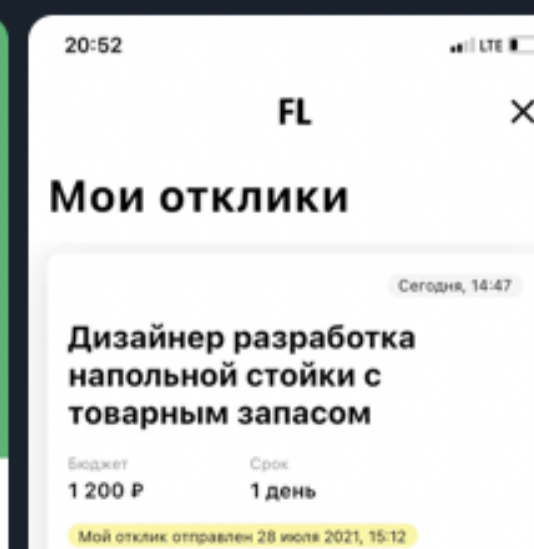 20:52 LTE
FL
Мои отклики
Сегодня, 14:47
Дизайнер разработка
напольной стойки с
товарным запасом
Бюджет Срок
1 200 ₽ 1 день
Мой отклик отправлен 28 июля 2021, 15:12